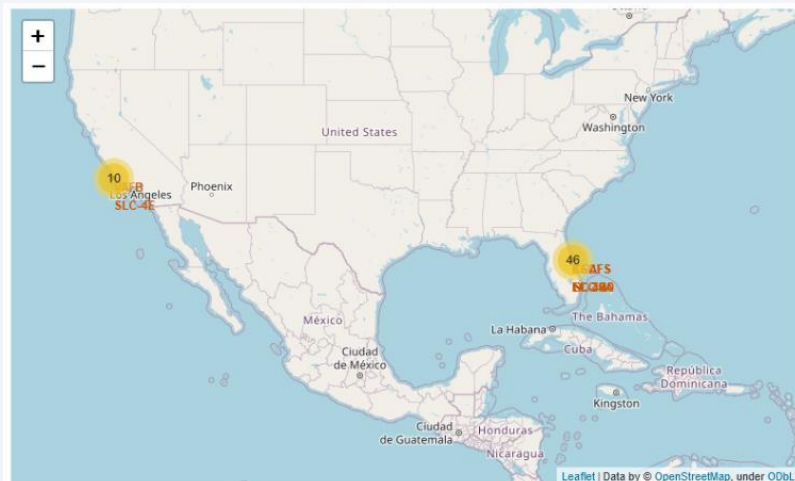 +
−
New York
Washington
United States
10
Los Angeles
SLC-4E
Phoenix
46
The Bahamas
México
La Habana
Cuba
Ciudad
de México
República
Dominicana
Kingston
Ciudad
de Guatemala
Honduras
Nicaragua
Leaflet | Data by © OpenStreetMap, under ODbL